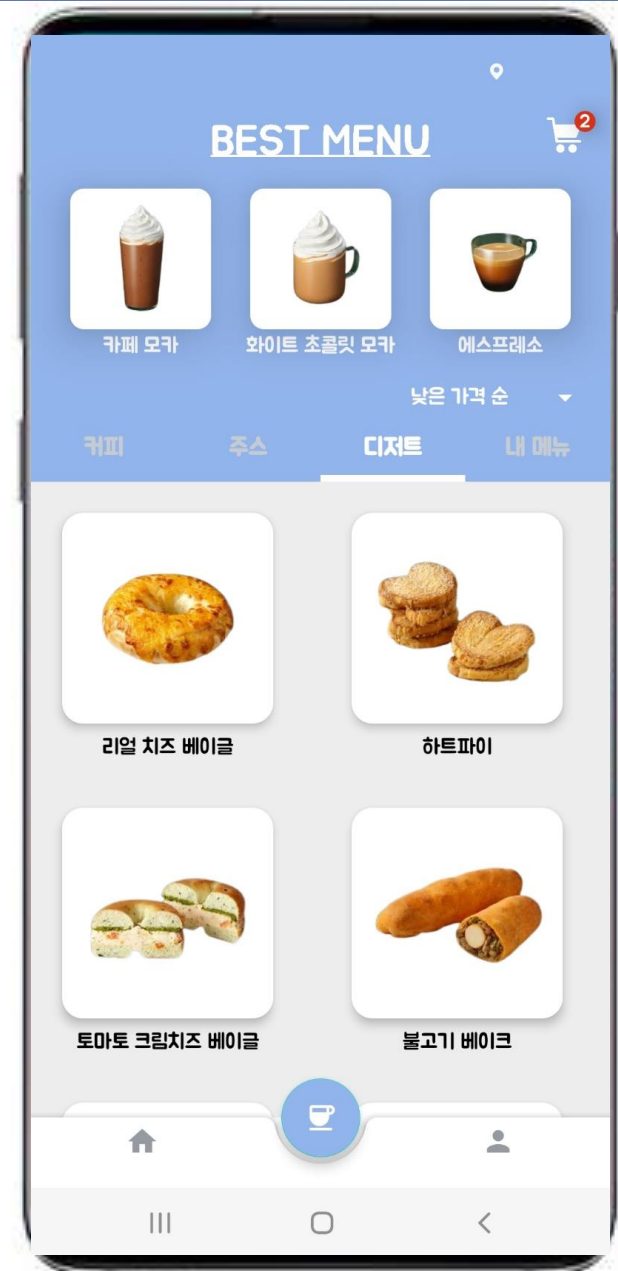 BEST MENU
2
카페 모카
화이트 초콜릿 모카
에스프레소
낮은 가격 순
커피
주스
디저트
내 메뉴
리얼 치즈 베이글
하트파이
토마토 크림치즈 베이글
불고기 베이크